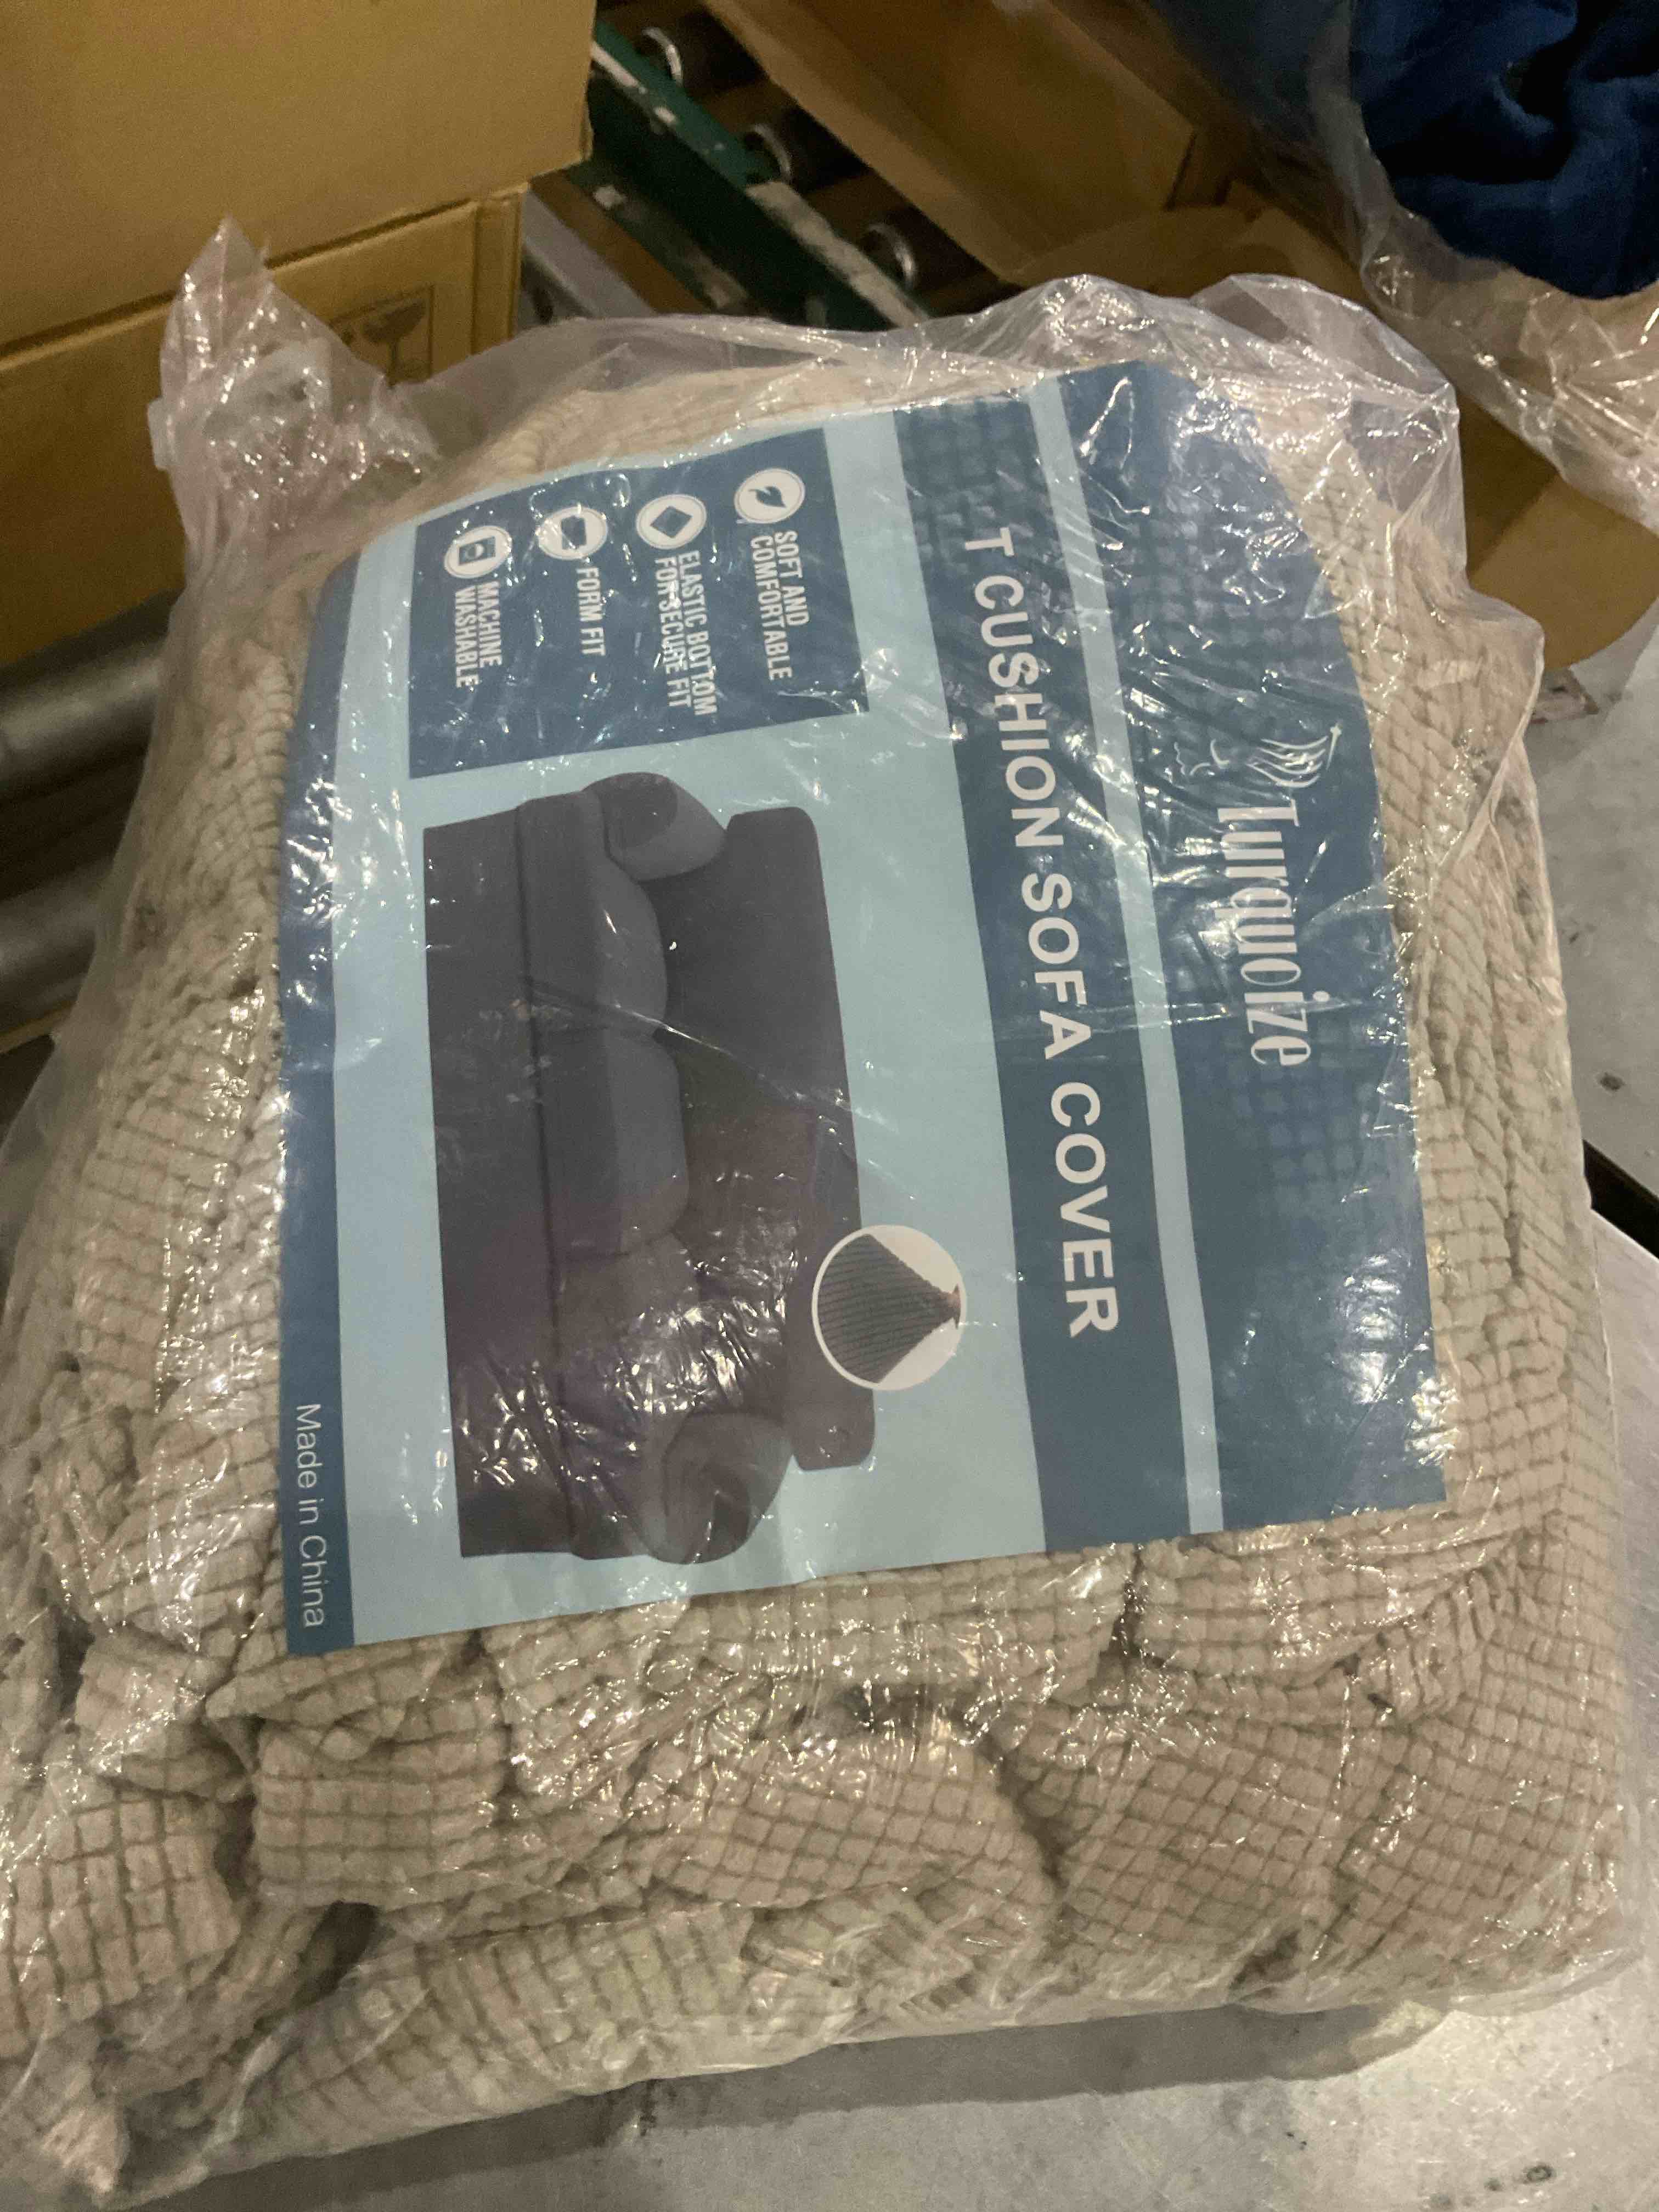 Turquoize
T CUSHION SOFA COVER
SOFT AND
COMFORTABLE
ELASTIC BOTTOM
FOR SECURE FIT
FORM FIT
MACHINE
WASHABLE
Made in China